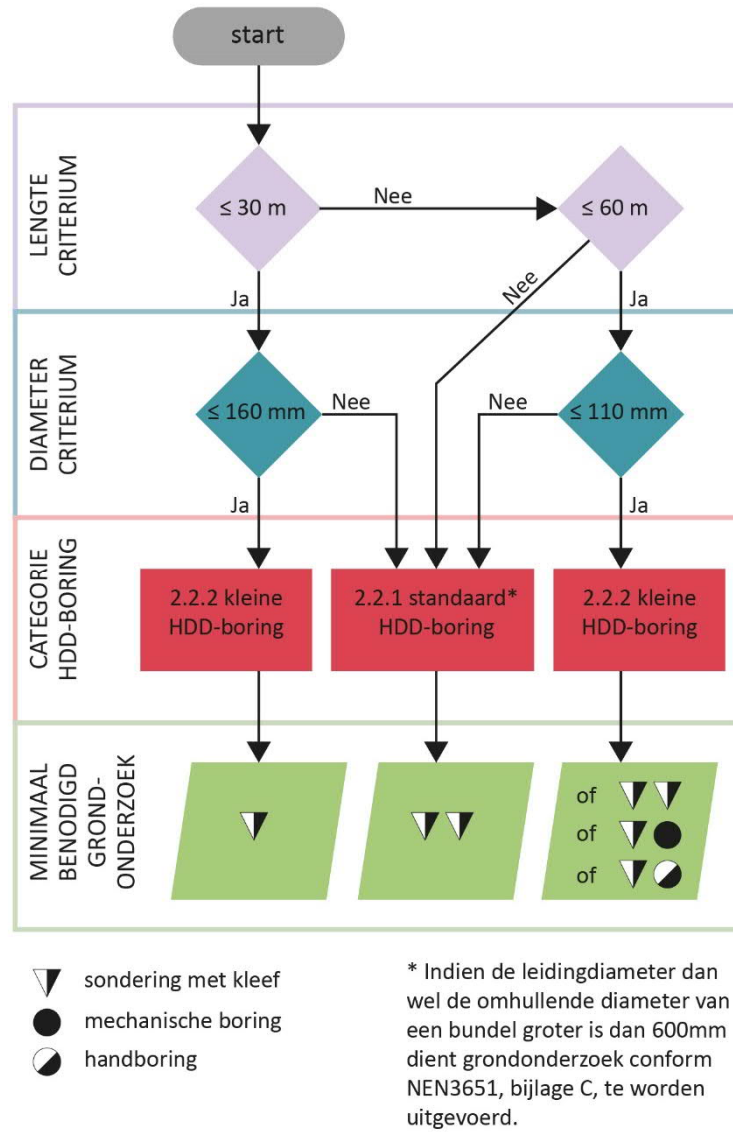 start
LENGTE
CRITERIUM
≤ 30 m
Nee
≤ 60 m
Ja
Nee
Ja
DIAMETER
CRITERIUM
≤ 160 mm
Nee
Nee
≤ 110 mm
Ja
Ja
CATEGORIE
HDD-BORING
2.2.2 kleine
HDD-boring
2.2.1 standaard*
HDD-boring
2.2.2 kleine
HDD-boring
MINIMAAL
BENODIGD
GROND-
ONDERZOEK
of
of
of
sondering met kleef
mechanische boring
handboring
* Indien de leidingdiameter dan
wel de omhullende diameter van
een bundel groter is dan 600mm
dient grondonderzoek conform
NEN3651, bijlage C, te worden
uitgevoerd.